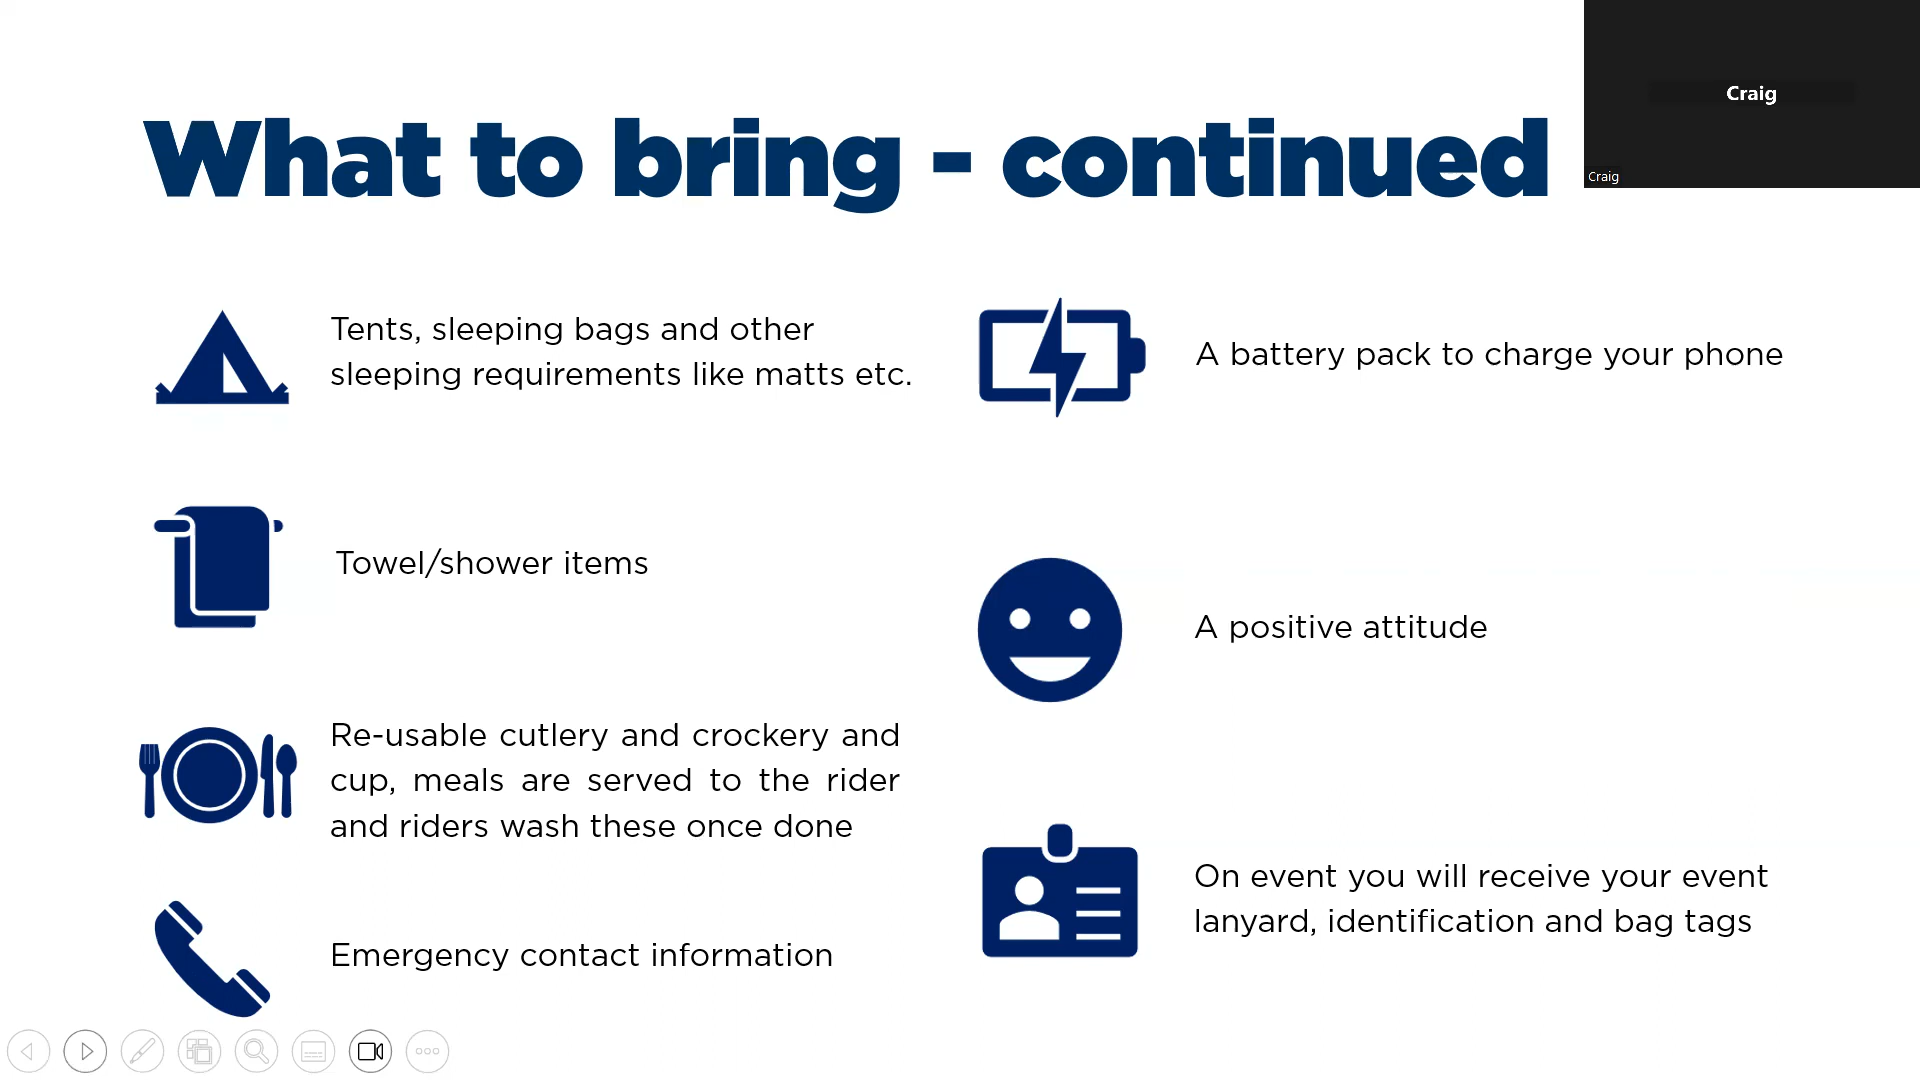 What to bring - continued
Craig
Craig
Tents, sleeping bags and other
sleeping requirements like matts etc.
Towel/shower items
Re-usable cutlery and crockery and
cup, meals are served to the rider
and riders wash these once done
Emergency contact information
A battery pack to charge your phone
A positive attitude
On event you will receive your event
lanyard, identification and bag tags